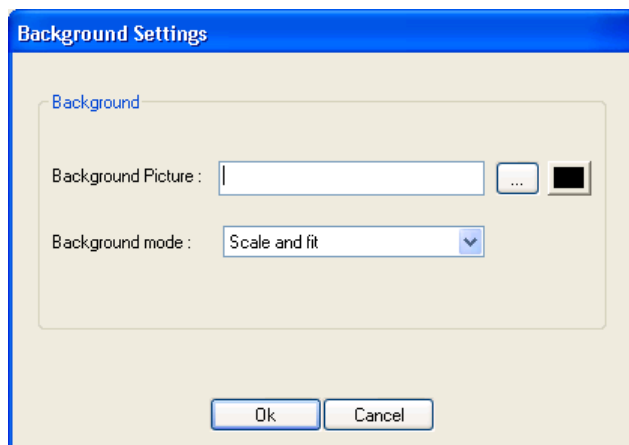 Background Settings
Background
Background Picture :
...
Background mode :
Scale and fit
Ok
Cancel